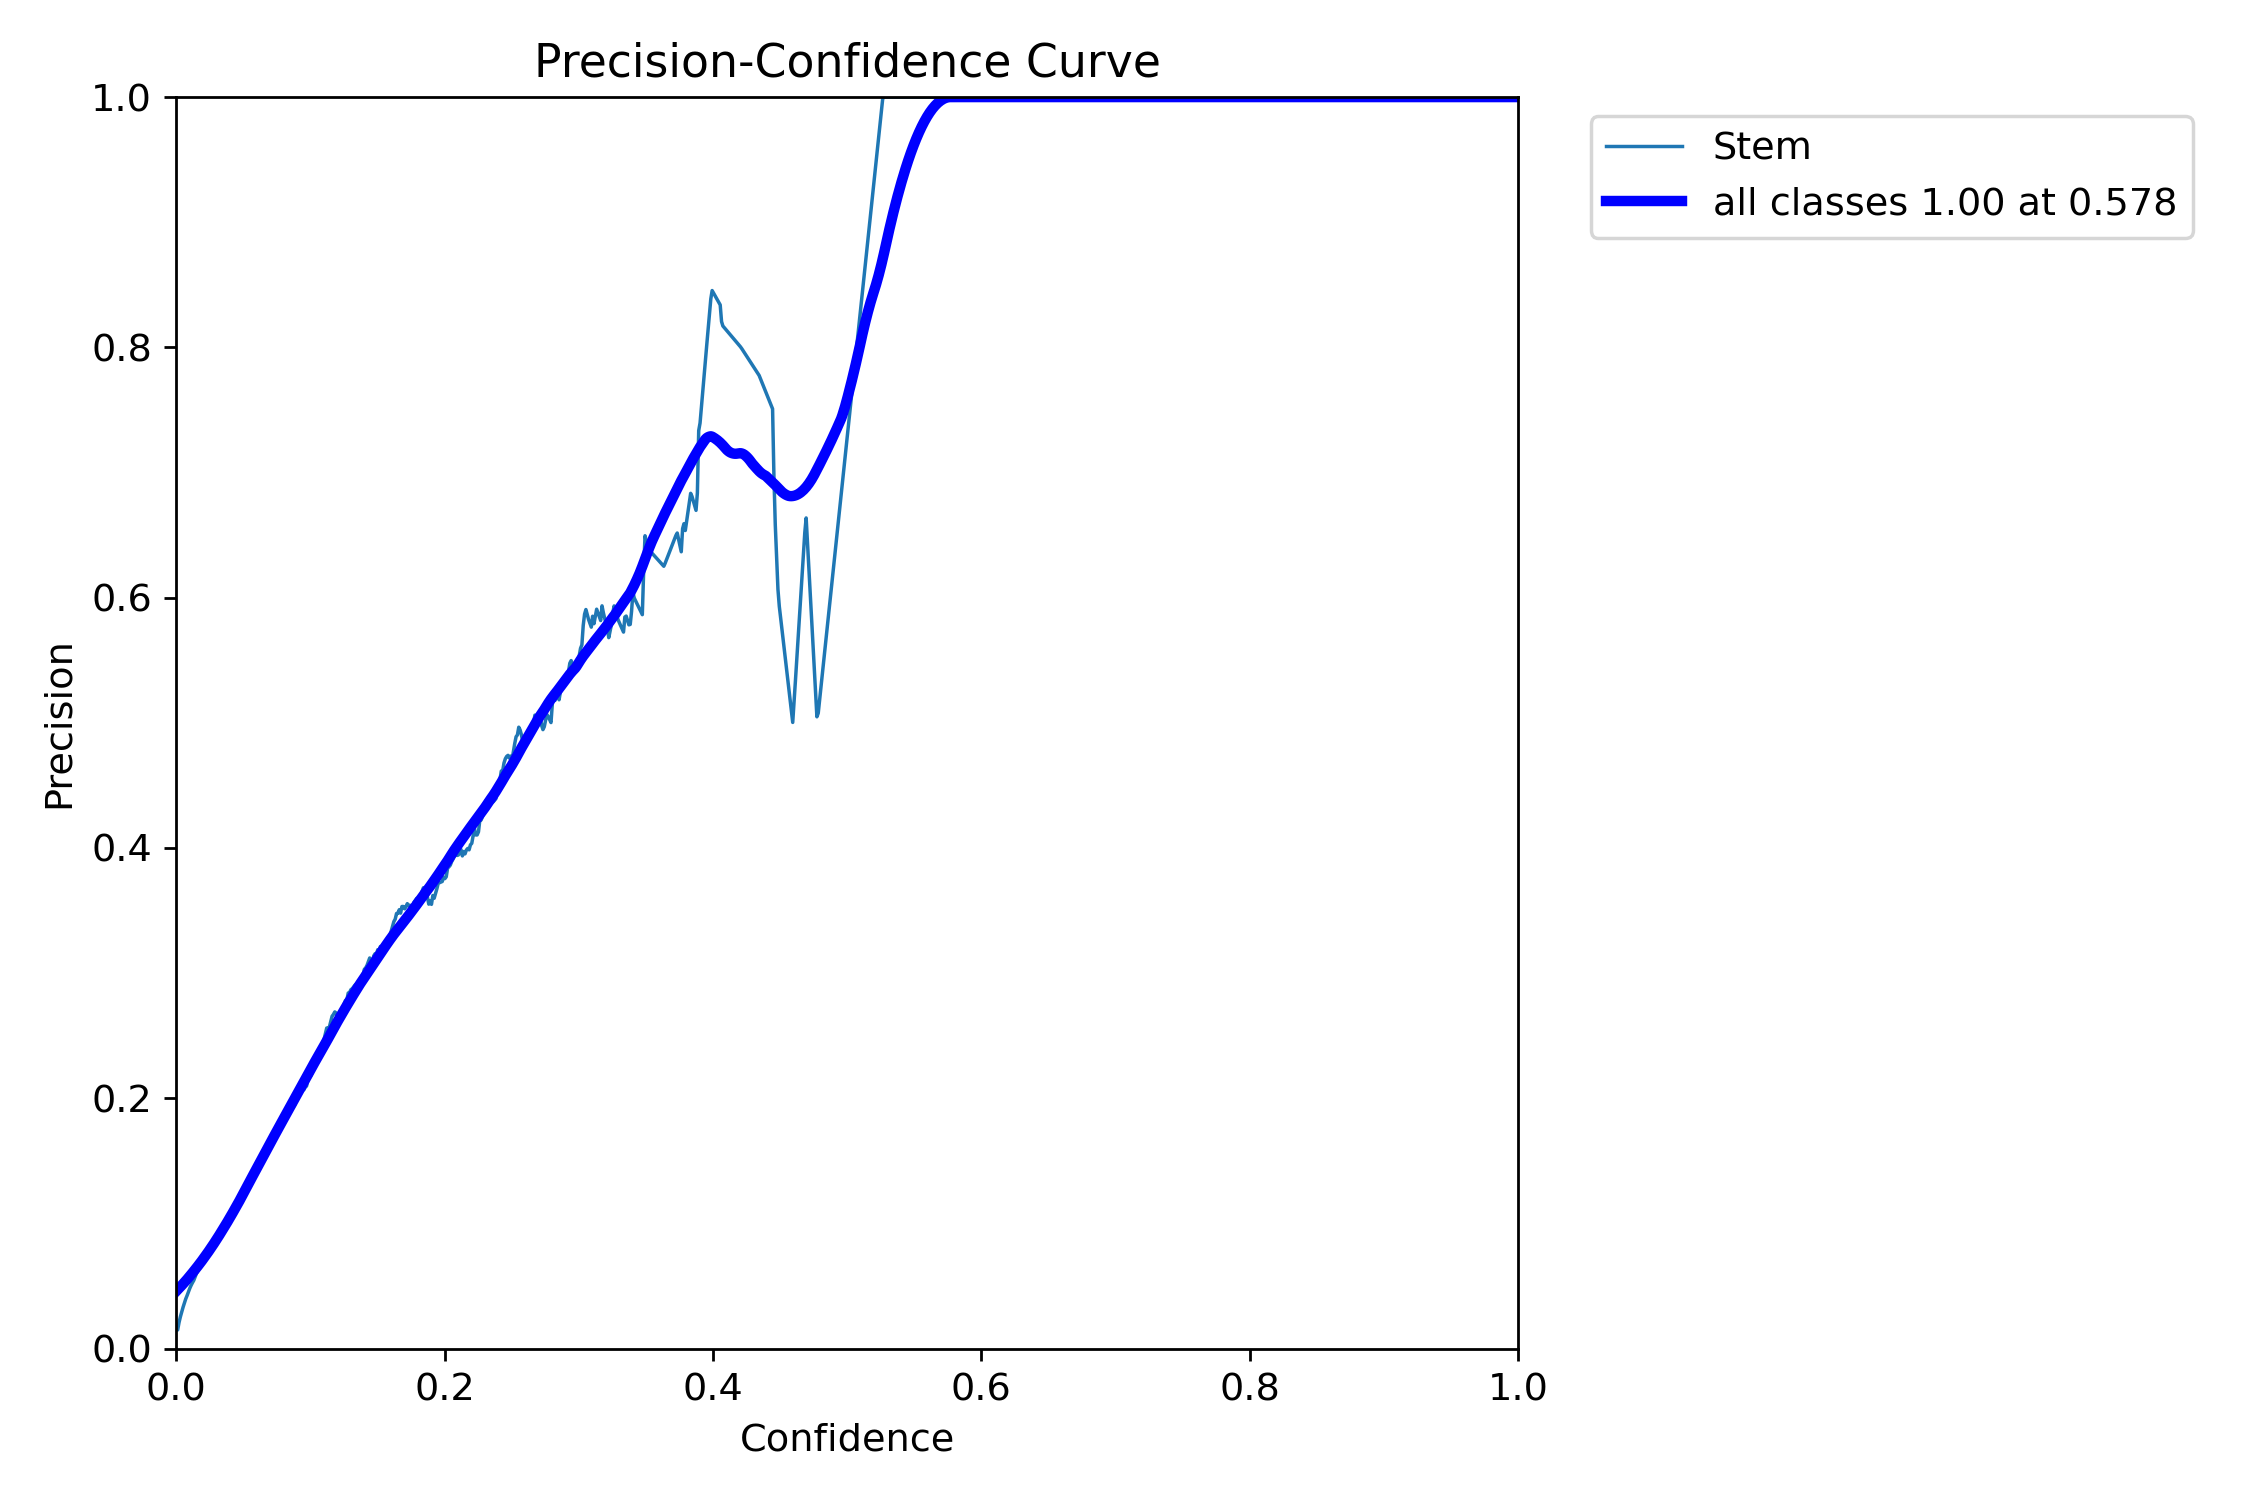 Precision-Confidence Curve
1.0
0.8
0.6
0.4
0.2
0.0
Precision
0.0 0.2 0.4 0.6 0.8 1.0
Confidence
Stem
all classes 1.00 at 0.578